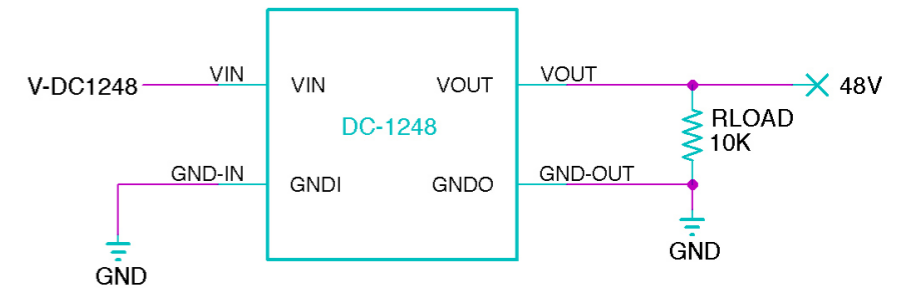 V-DC1248
VIN
VIN
VOUT
VOUT
48V
DC-1248
RLOAD
10K
GND-IN
GNDI
GNDO
GND-OUT
GND
GND